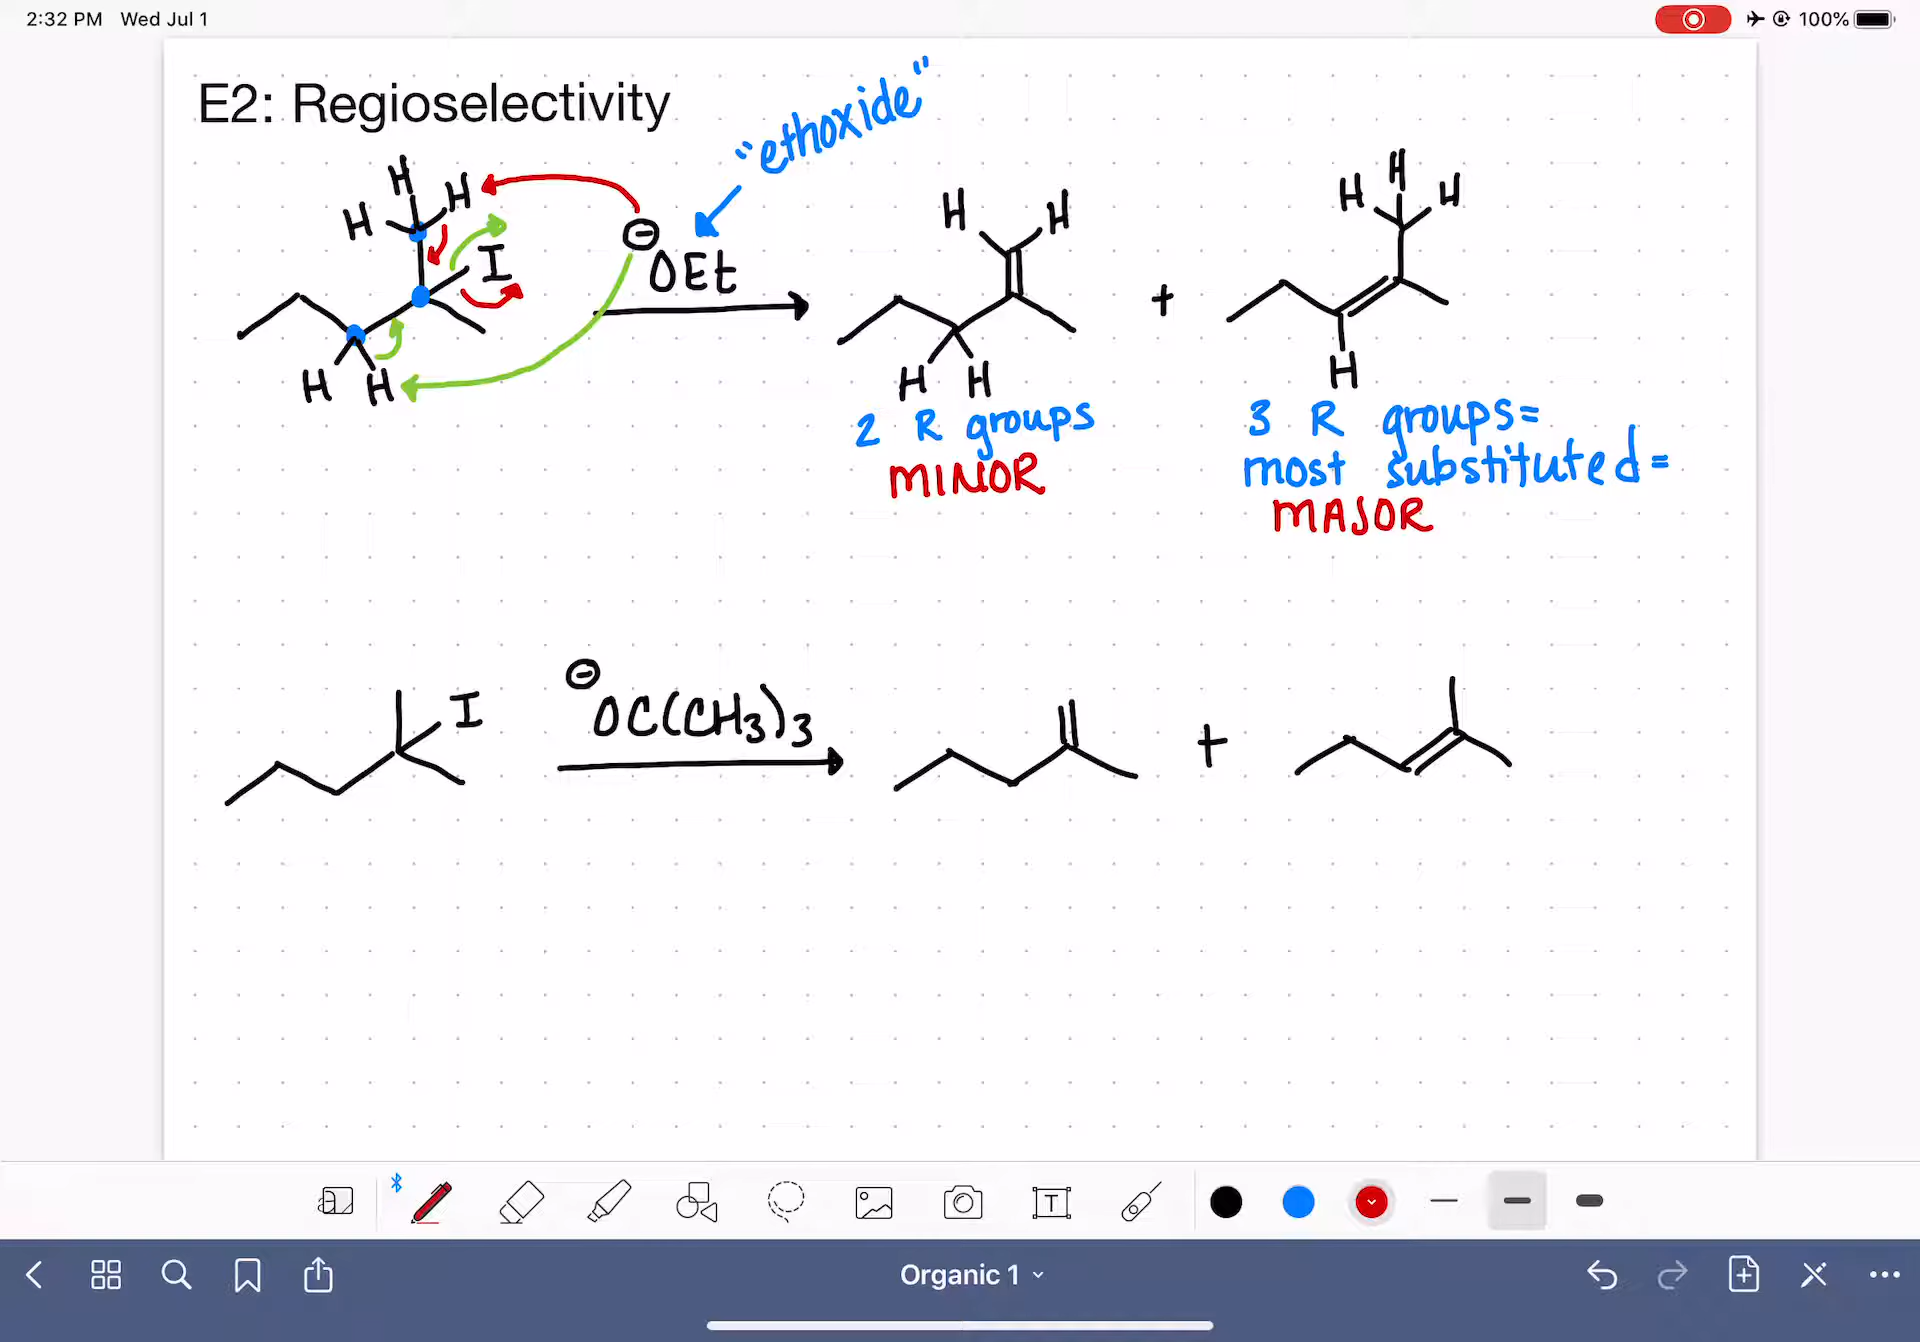 2:32 PM Wed Jul 1
100%
E2: Regioselectivity
"ethoxide"
H
H H
I
H H
⊖
OEt
H H
H H
+
H H H
H
2 R groups
MINOR
3 R groups=
most substituted=
MAJOR
I
⊖
OC(CH3)3
+
a
T
Organic 1